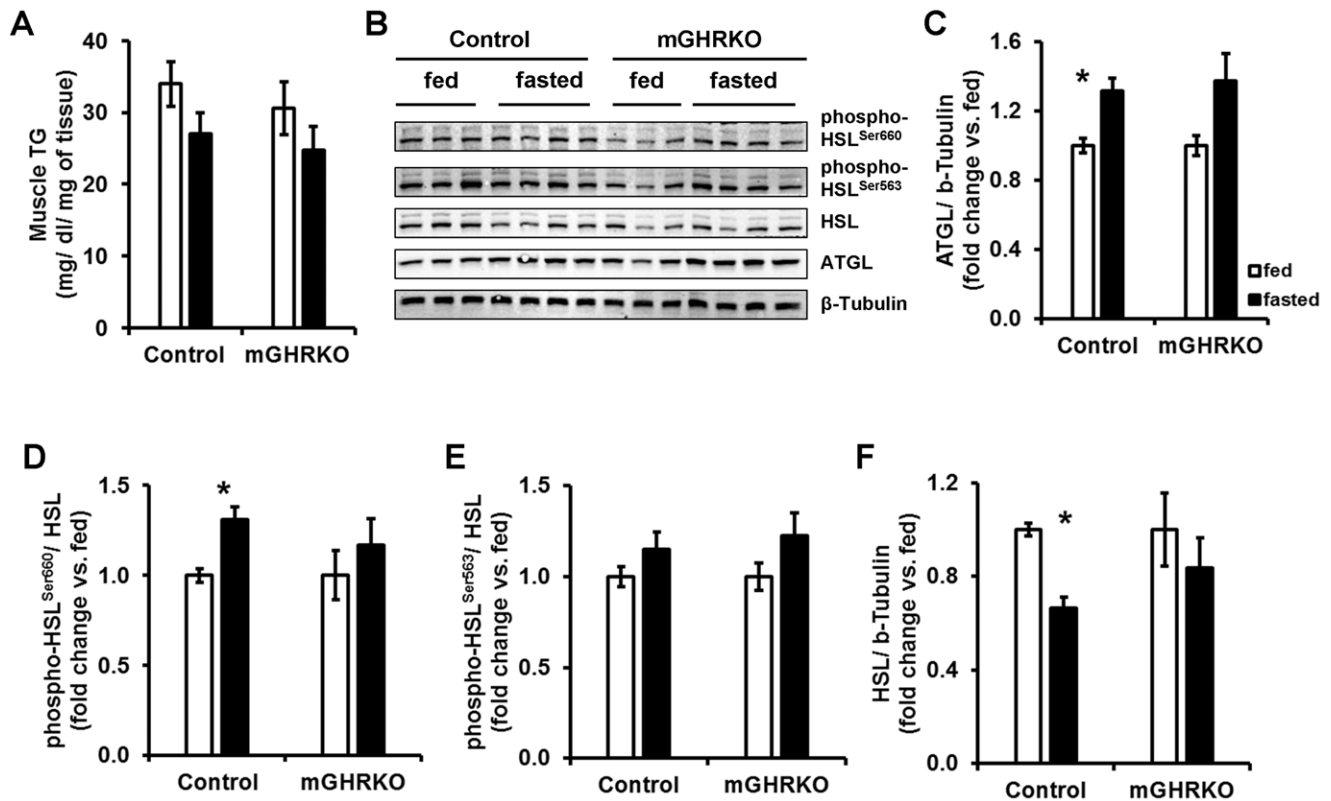 A
Muscle TG
(mg/ dl/ mg of tissue)
40
30
20
10
0
Control
mGHRKO
B
Control
mGHRKO
fed
fasted
fed
fasted
phospho-
HSLSer660
phospho-
HSLSer563
HSL
ATGL
β-Tubulin
C
ATGL/ b-Tubulin
(fold change vs. fed)
1.6
1.2
0.8
0.4
0.0
*
Control
mGHRKO
fed
fasted
D
phospho-HSLSer660/ HSL
(fold change vs. fed)
1.5
1.0
0.5
0.0
*
Control
mGHRKO
E
phospho-HSLSer563/ HSL
(fold change vs. fed)
1.5
1.0
0.5
0.0
Control
mGHRKO
F
HSL/ b-Tubulin
(fold change vs. fed)
1.2
0.8
0.4
0.0
*
Control
mGHRKO